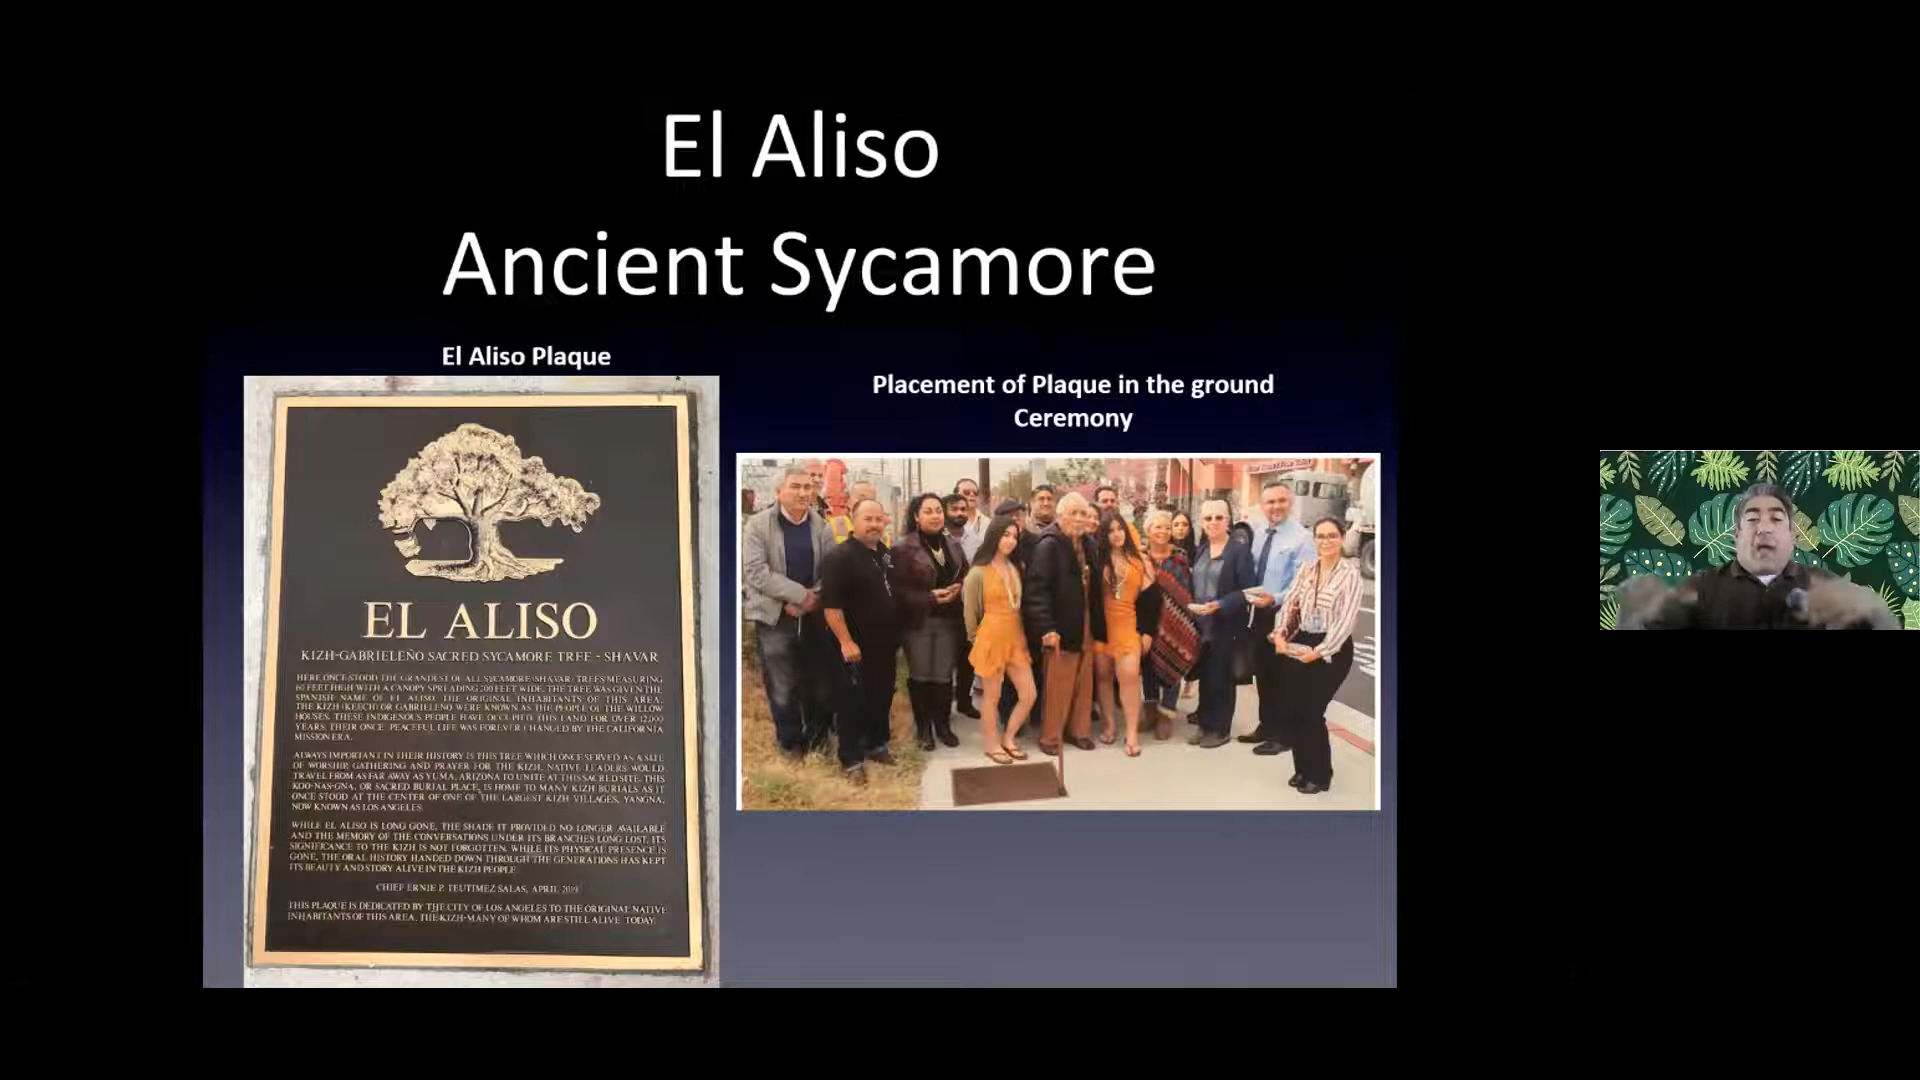 El Aliso
Ancient Sycamore
El Aliso Plaque
Placement of Plaque in the ground
Ceremony
EL ALISO
KIZH-GABRIELEÑO SACRED SYCAMORE TREE - SHAVAR
HERE ONCE STOOD THE GRANDEST OF ALL SYCAMORE (SHAVAR) TREES MEASURING
60 FEET HIGH WITH A CANOPY SPREADING 200 FEET WIDE. THE TREE WAS GIVEN THE
SPANISH NAME OF EL ALISO. THE ORIGINAL INHABITANTS OF THIS AREA,
THE KIZH (KEECH) OR GABRIELENO WERE KNOWN AS THE PEOPLE OF THE WILLOW
HOUSES. THESE INDIGENOUS PEOPLE HAVE OCCUPIED THIS LAND FOR OVER 12,000
YEARS. THEIR ONCE PEACEFUL LIFE WAS FOREVER CHANGED BY THE CALIFORNIA
MISSION ERA.
ALWAYS IMPORTANT IN THEIR HISTORY IS THIS TREE WHICH ONCE SERVED AS A SITE
OF WORSHIP, GATHERING AND PRAYER FOR THE KIZH. NATIVE LEADERS WOULD
TRAVEL FROM AS FAR AWAY AS YUMA, ARIZONA TO UNITE AT THIS SACRED SITE. THIS
KOO-NAS-GNA, OR SACRED BURIAL PLACE, IS HOME TO MANY KIZH BURIALS AS IT
ONCE STOOD AT THE CENTER OF ONE OF THE LARGEST KIZH VILLAGES, YANGNA,
NOW KNOWN AS LOS ANGELES.
WHILE EL ALISO IS LONG GONE, THE SHADE IT PROVIDED NO LONGER AVAILABLE
AND THE MEMORY OF THE CONVERSATIONS UNDER ITS BRANCHES LONG LOST, ITS
SIGNIFICANCE TO THE KIZH IS NOT FORGOTTEN. WHILE ITS PHYSICAL PRESENCE IS
GONE, THE ORAL HISTORY HANDED DOWN THROUGH THE GENERATIONS HAS KEPT
ITS BEAUTY AND STORY ALIVE IN THE KIZH PEOPLE.
CHIEF ERNIE P. TEUTIMEZ SALAS, APRIL 2019
THIS PLAQUE IS DEDICATED BY THE CITY OF LOS ANGELES TO THE ORIGINAL NATIVE
INHABITANTS OF THIS AREA, THE KIZH-MANY OF WHOM ARE STILL ALIVE TODAY.